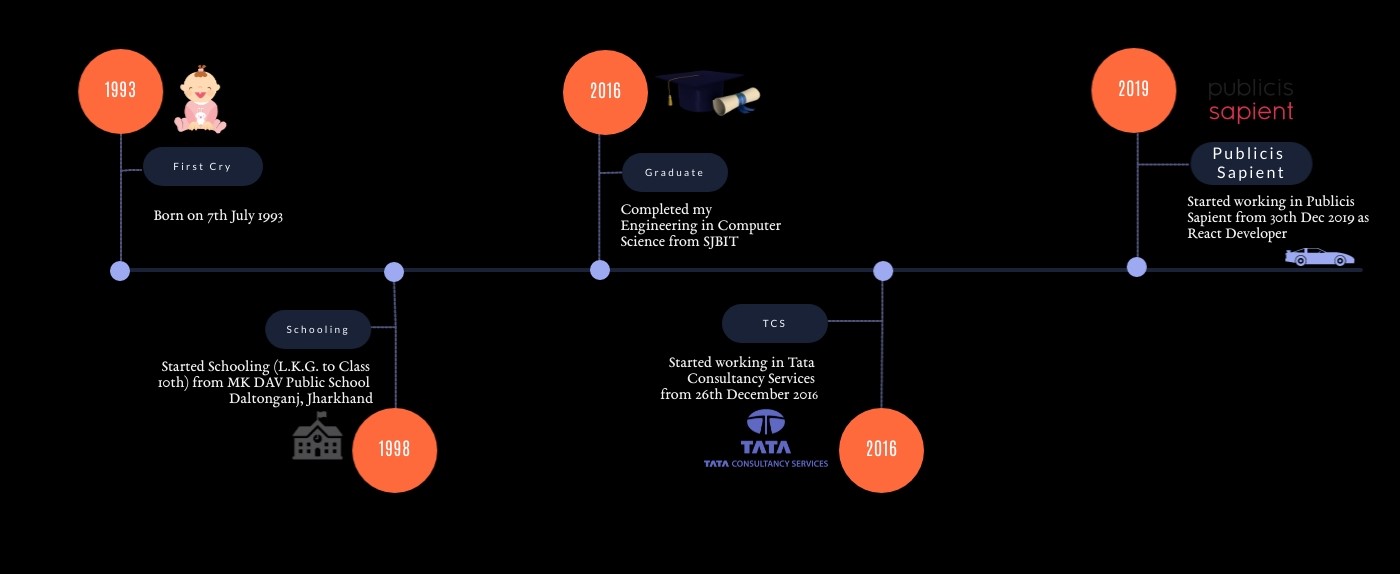 1993
First Cry
Born on 7th July 1993
Schooling
Started Schooling (L.K.G. to Class
10th) from MK DAV Public School
Daltonganj, Jharkhand
1998
2016
Graduate
Completed my
Engineering in Computer
Science from SJBIT
TCS
Started working in Tata
Consultancy Services
from 26th December 2016
TATA
TATA CONSULTANCY SERVICES
2016
2019
publicis
sapient
Publicis
Sapient
Started working in Publicis
Sapient from 30th Dec 2019 as
React Developer